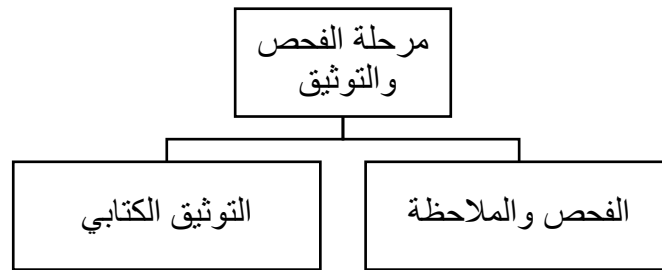 مرحلة الفحص
والتوثيق
الفحص والملاحظة
التوثيق الكتابي